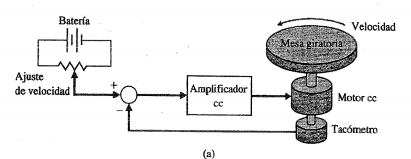 Batería
Velocidad
Mesa giratoria
Ajuste
de velocidad
+
−
Amplificador
cc
Motor cc
Tacómetro
(a)